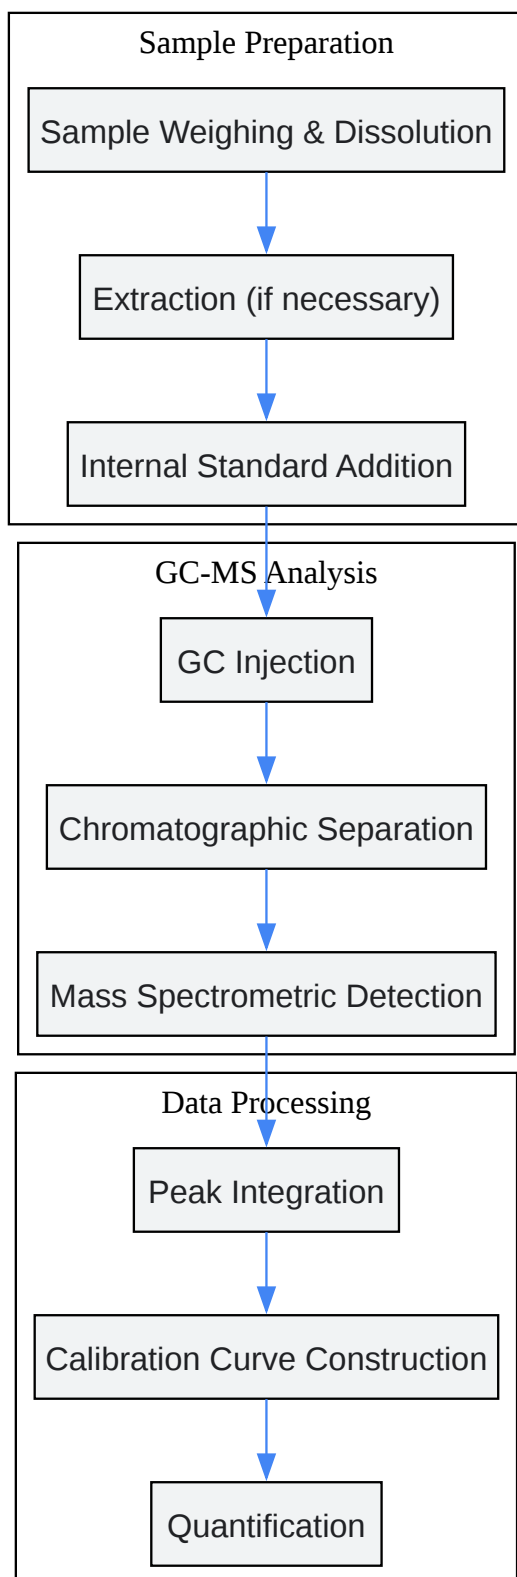 Sample Preparation
Sample Weighing & Dissolution
Extraction (if necessary)
Internal Standard Addition
GC-MS Analysis
GC Injection
Chromatographic Separation
Mass Spectrometric Detection
Data Processing
Peak Integration
Calibration Curve Construction
Quantification